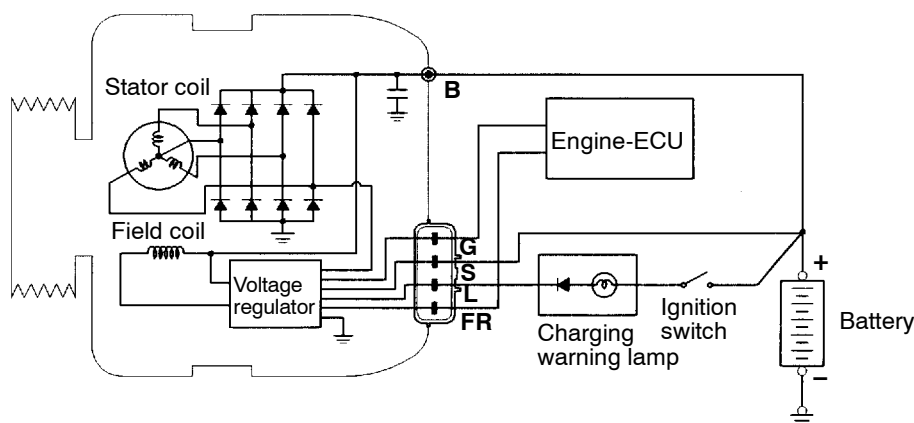 Stator coil
B
Engine-ECU
Field coil
G
S
L
FR
Voltage
regulator
Charging
warning lamp
Ignition
switch
+
Battery
−